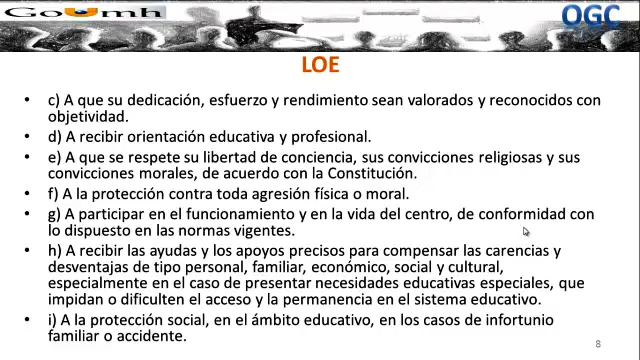 GoUmh
OGC
LOE
• c) A que su dedicación, esfuerzo y rendimiento sean valorados y reconocidos con
objetividad.
• d) A recibir orientación educativa y profesional.
• e) A que se respete su libertad de conciencia, sus convicciones religiosas y sus
convicciones morales, de acuerdo con la Constitución.
• f) A la protección contra toda agresión física o moral.
• g) A participar en el funcionamiento y en la vida del centro, de conformidad con
lo dispuesto en las normas vigentes.
• h) A recibir las ayudas y los apoyos precisos para compensar las carencias y
desventajas de tipo personal, familiar, económico, social y cultural,
especialmente en el caso de presentar necesidades educativas especiales, que
impidan o dificulten el acceso y la permanencia en el sistema educativo.
• i) A la protección social, en el ámbito educativo, en los casos de infortunio
familiar o accidente.
8